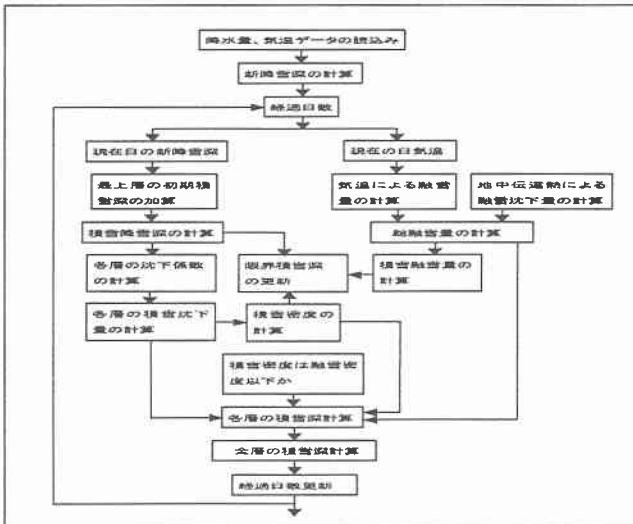 降水量、気温データの読込み
新降雪深の計算
経過日数
現在日の新降雪深
現在の日気温
最上層の初期積
雪深の加算
気温による融雪
量の計算
地中伝達熱による
融雪沈下量の計算
積雪降雪深の計算
総融雪量の計算
各層の沈下係数
の計算
限界積雪深
の更新
積雪融雪量の
計算
各層の積雪沈下
量の計算
積雪密度の
計算
積雪密度は融雪密
度以下か
各層の積雪深計算
全層の積雪深計算
経過日数更新